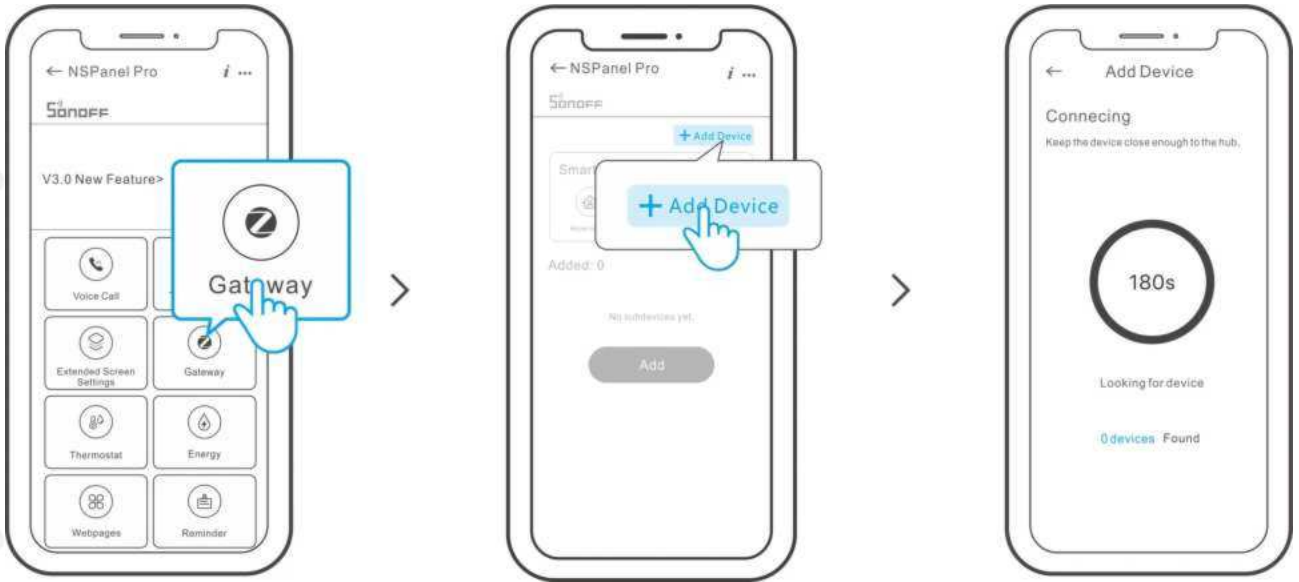 ← NSPanel Pro i ...
SONOFF
V3.0 New Feature>
Gateway
Voice Call
Extended Screen
Settings
Gateway
Thermostat
Energy
Webpages
Reminder
>
← NSPanel Pro i ...
SONOFF
+ Add Device
Smar
+ Add Device
Added: 0
No subdevices yet.
Add
>
← Add Device
Connecing
Keep the device close enough to the hub.
180s
Looking for device
0 devices Found